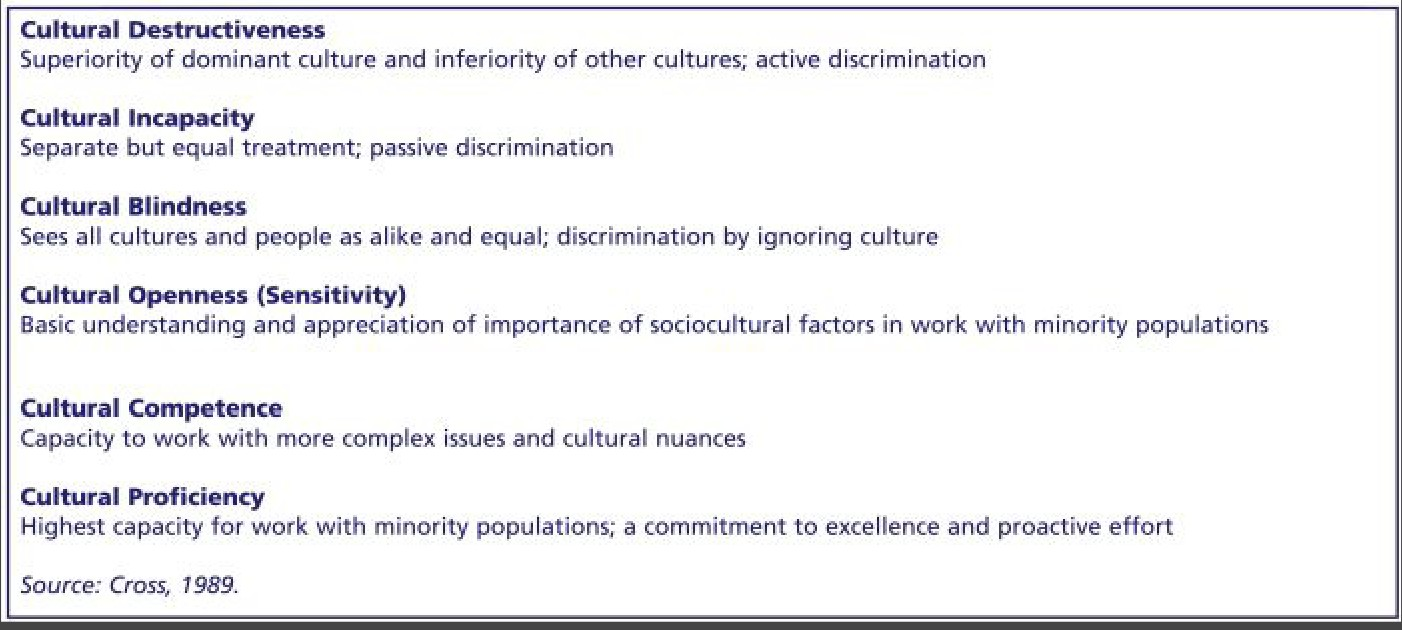 Cultural Destructiveness
Superiority of dominant culture and inferiority of other cultures; active discrimination
Cultural Incapacity
Separate but equal treatment; passive discrimination
Cultural Blindness
Sees all cultures and people as alike and equal; discrimination by ignoring culture
Cultural Openness (Sensitivity)
Basic understanding and appreciation of importance of sociocultural factors in work with minority populations
Cultural Competence
Capacity to work with more complex issues and cultural nuances
Cultural Proficiency
Highest capacity for work with minority populations; a commitment to excellence and proactive effort
Source: Cross, 1989.